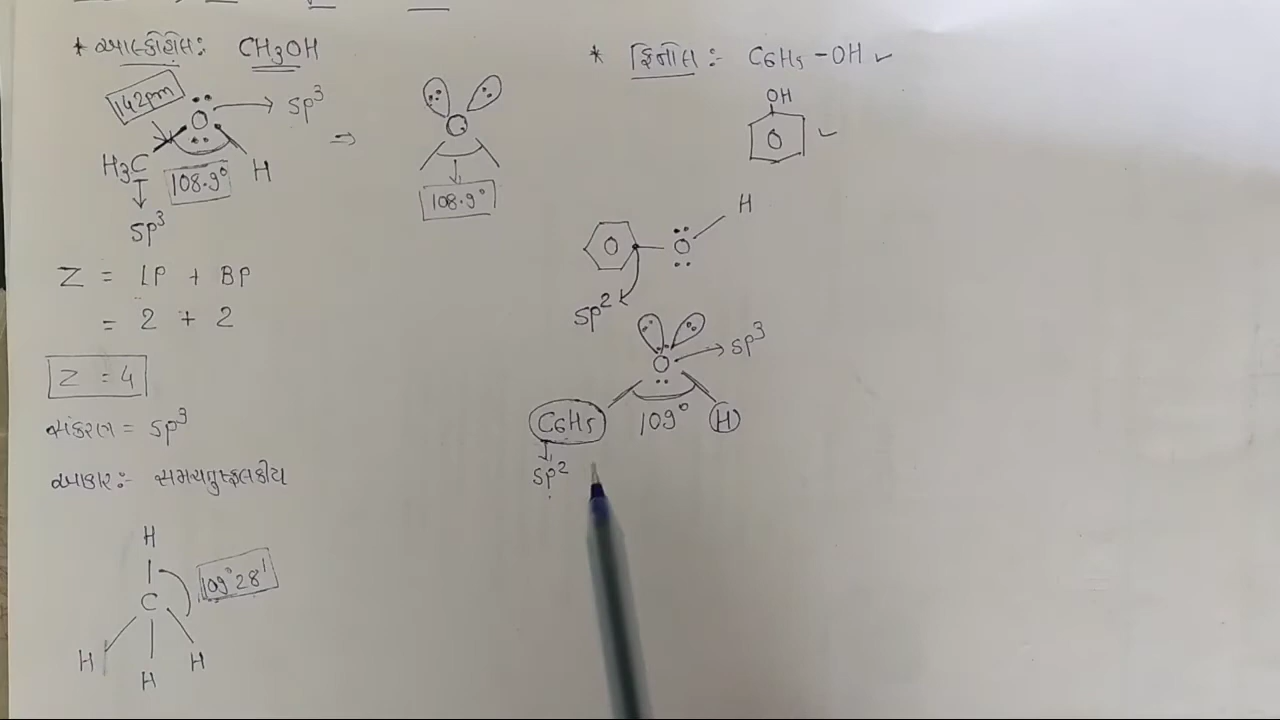 * આલ્કોહોલ: CH3OH
142pm
O
sp³
H3C
108.9°
H
sp³
⇒
O
108.9°
Z = LP + BP
= 2 + 2
Z = 4
સંકરણ = sp³
આકાર:- સમચતુષ્ફલકીય
H
C
109°28'
H
H
H
* ફિનોલ :- C6H5 - OH ✓
OH
✓
H
O
sp²
O
sp³
C6H5
109°
H
sp²